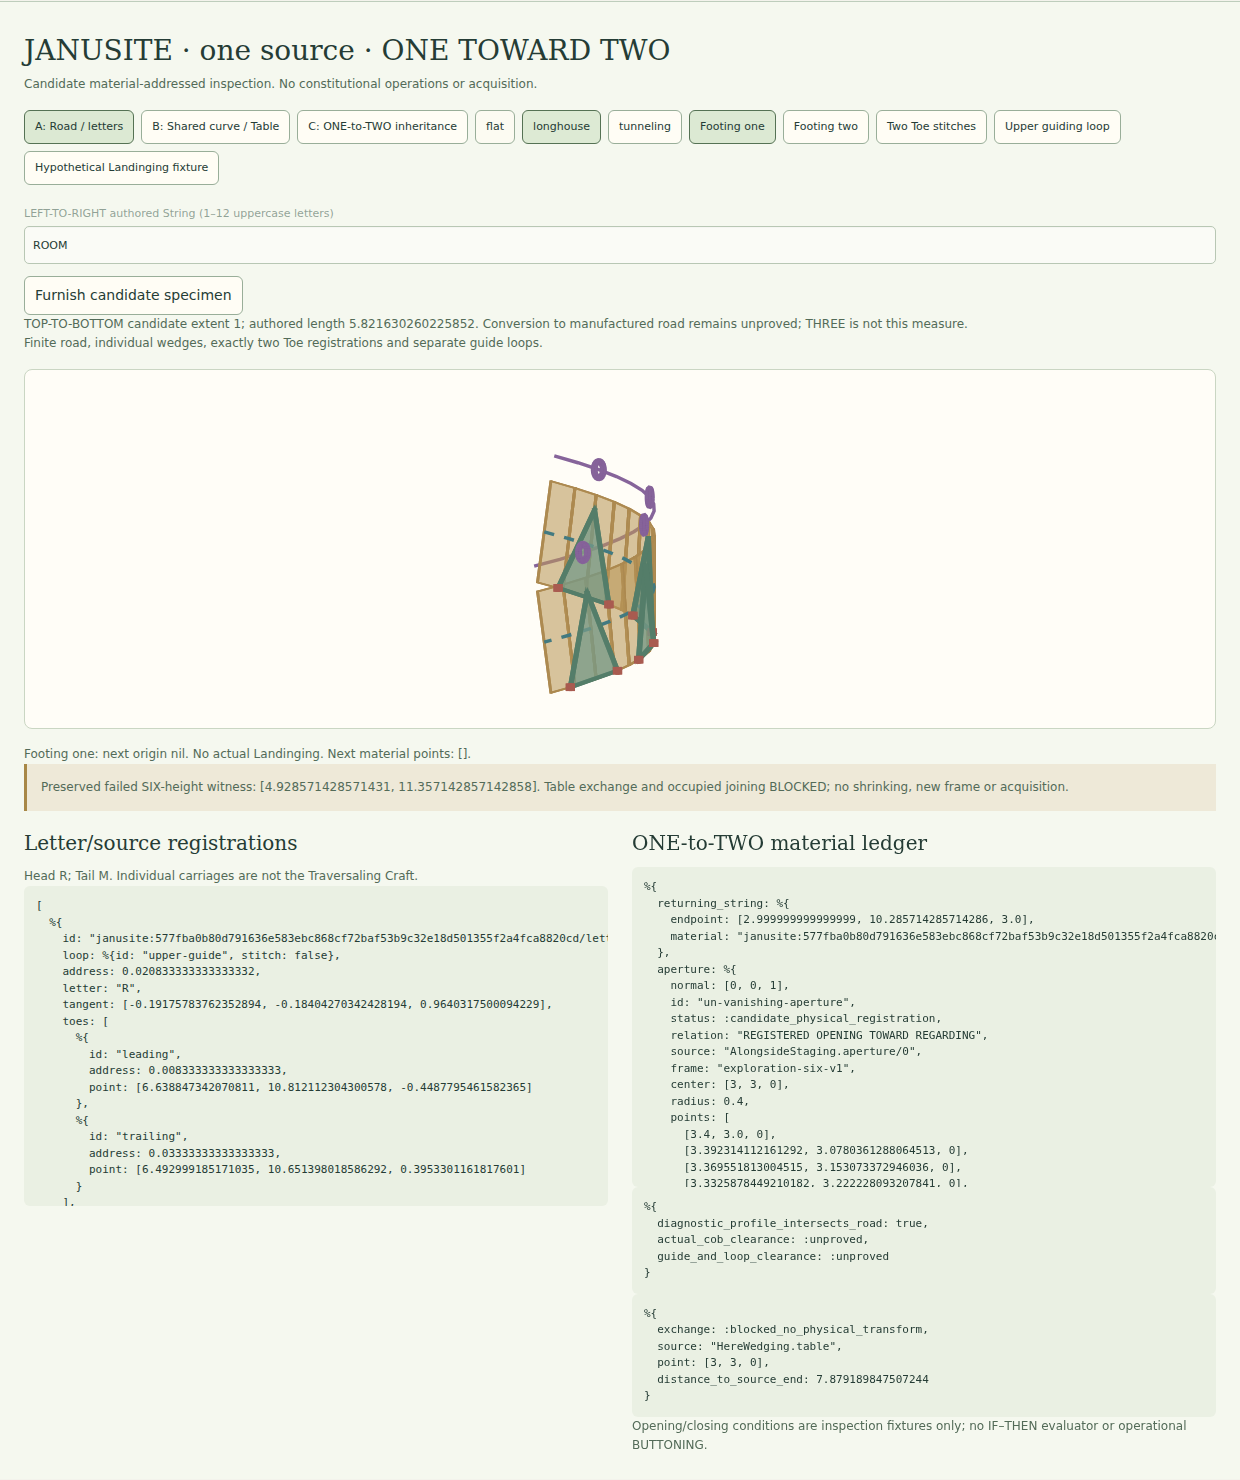 JANUSITE · one source · ONE TOWARD TWO
Candidate material-addressed inspection. No constitutional operations or acquisition.
A: Road / letters
B: Shared curve / Table
C: ONE-to-TWO inheritance
flat
longhouse
tunneling
Footing one
Footing two
Two Toe stitches
Upper guiding loop
Hypothetical Landinging fixture
LEFT-TO-RIGHT authored String (1–12 uppercase letters)
ROOM
Furnish candidate specimen
TOP-TO-BOTTOM candidate extent 1; authored length 5.821630260225852. Conversion to manufactured road remains unproved; THREE is not this measure.
Finite road, individual wedges, exactly two Toe registrations and separate guide loops.
Footing one: next origin nil. No actual Landinging. Next material points: [].
Preserved failed SIX-height witness: [4.928571428571431, 11.357142857142858]. Table exchange and occupied joining BLOCKED; no shrinking, new frame or acquisition.
Letter/source registrations
Head R; Tail M. Individual carriages are not the Traversaling Craft.
[
%{
id: "janusite:577fba0b80d791636e583ebc868cf72baf53b9c32e18d501355f2a4fca8820cd/lett
loop: %{id: "upper-guide", stitch: false},
address: 0.020833333333333332,
letter: "R",
tangent: [-0.19175783762352894, -0.18404270342428194, 0.9640317500094229],
toes: [
%{
id: "leading",
address: 0.008333333333333333,
point: [6.638847342070811, 10.812112304300578, -0.4487795461582365]
},
%{
id: "trailing",
address: 0.03333333333333333,
point: [6.492999185171035, 10.651398018586292, 0.3953301161817601]
}
],
ONE-to-TWO material ledger
%{
returning_string: %{
endpoint: [2.999999999999999, 10.285714285714286, 3.0],
material: "janusite:577fba0b80d791636e583ebc868cf72baf53b9c32e18d501355f2a4fca8820c
},
aperture: %{
normal: [0, 0, 1],
id: "un-vanishing-aperture",
status: :candidate_physical_registration,
relation: "REGISTERED OPENING TOWARD REGARDING",
source: "AlongsideStaging.aperture/0",
frame: "exploration-six-v1",
center: [3, 3, 0],
radius: 0.4,
points: [
[3.4, 3.0, 0],
[3.392314112161292, 3.0780361288064513, 0],
[3.369551813004515, 3.153073372946036, 0],
[3.3325878449210182, 3.222228093207841, 0],
%{
diagnostic_profile_intersects_road: true,
actual_cob_clearance: :unproved,
guide_and_loop_clearance: :unproved
}
%{
exchange: :blocked_no_physical_transform,
source: "HereWedging.table",
point: [3, 3, 0],
distance_to_source_end: 7.879189847507244
}
Opening/closing conditions are inspection fixtures only; no IF–THEN evaluator or operational
BUTTONING.